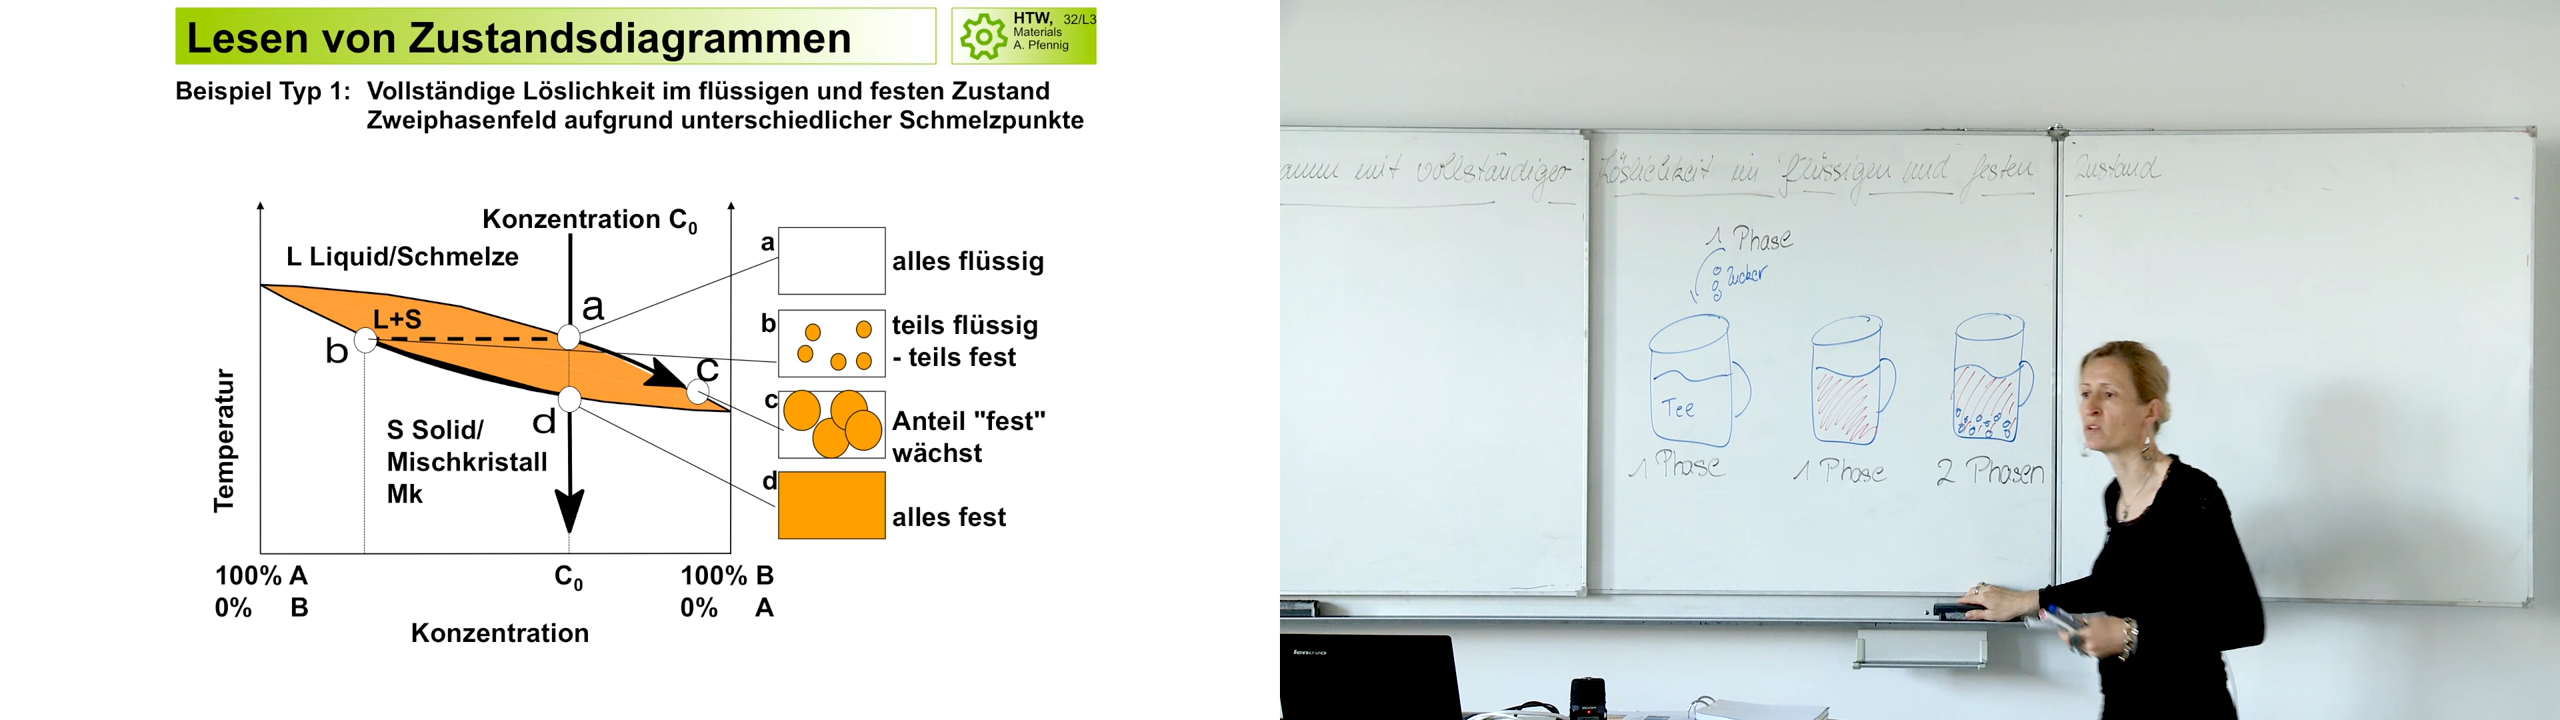 Lesen von Zustandsdiagrammen
HTW, 32/L3
Materials
A. Pfennig
Beispiel Typ 1: Vollständige Löslichkeit im flüssigen und festen Zustand
Zweiphasenfeld aufgrund unterschiedlicher Schmelzpunkte
Konzentration C0
L Liquid/Schmelze
a
L+S
b
c
d
S Solid/
Mischkristall
Mk
Temperatur
100% A
0% B
C0
100% B
0% A
Konzentration
a alles flüssig
b teils flüssig
- teils fest
c Anteil "fest"
wächst
d alles fest
mit vollständiger Löslichkeit im flüssigen und festen Zustand
1 Phase
Zucker
Tee
1 Phase
1 Phase
2 Phasen
lenovo